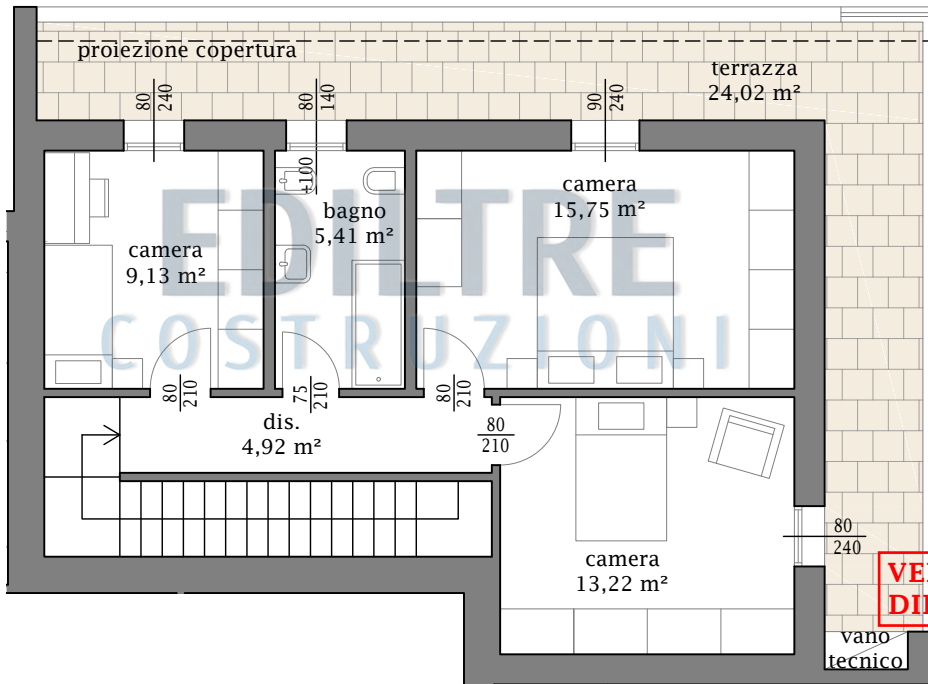 proiezione copertura
terrazza
24,02 m²
80
240
80
140
+100
90
240
camera
9,13 m²
bagno
5,41 m²
camera
15,75 m²
EDILTRE
COSTRUZIONI
80
210
75
210
80
210
dis.
4,92 m²
80
210
camera
13,22 m²
80
240
vano
tecnico